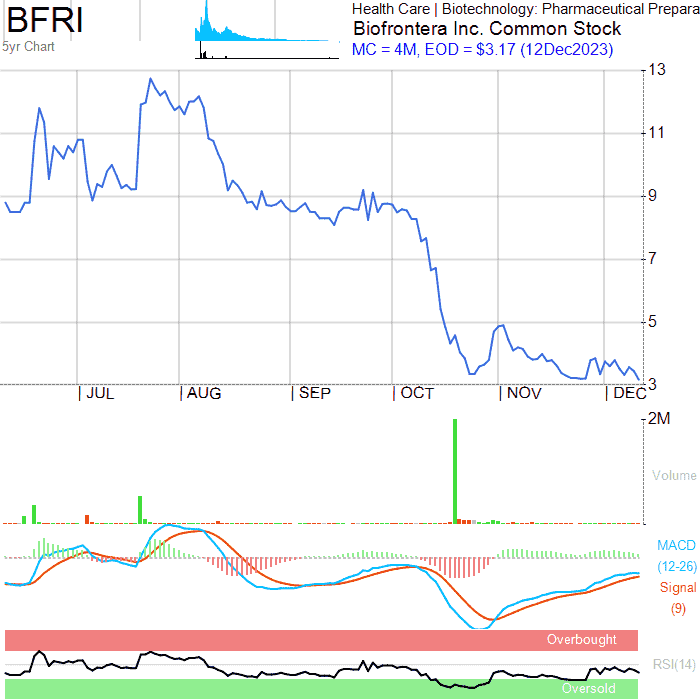 BFRI
5yr Chart
Health Care | Biotechnology: Pharmaceutical Prepara
Biofrontera Inc. Common Stock
MC = 4M, EOD = $3.17 (12Dec2023)
13
11
9
7
5
3
| JUL | AUG | SEP | OCT | NOV | DEC
2M
Volume
MACD
(12-26)
Signal
(9)
Overbought
RSI(14)
Oversold